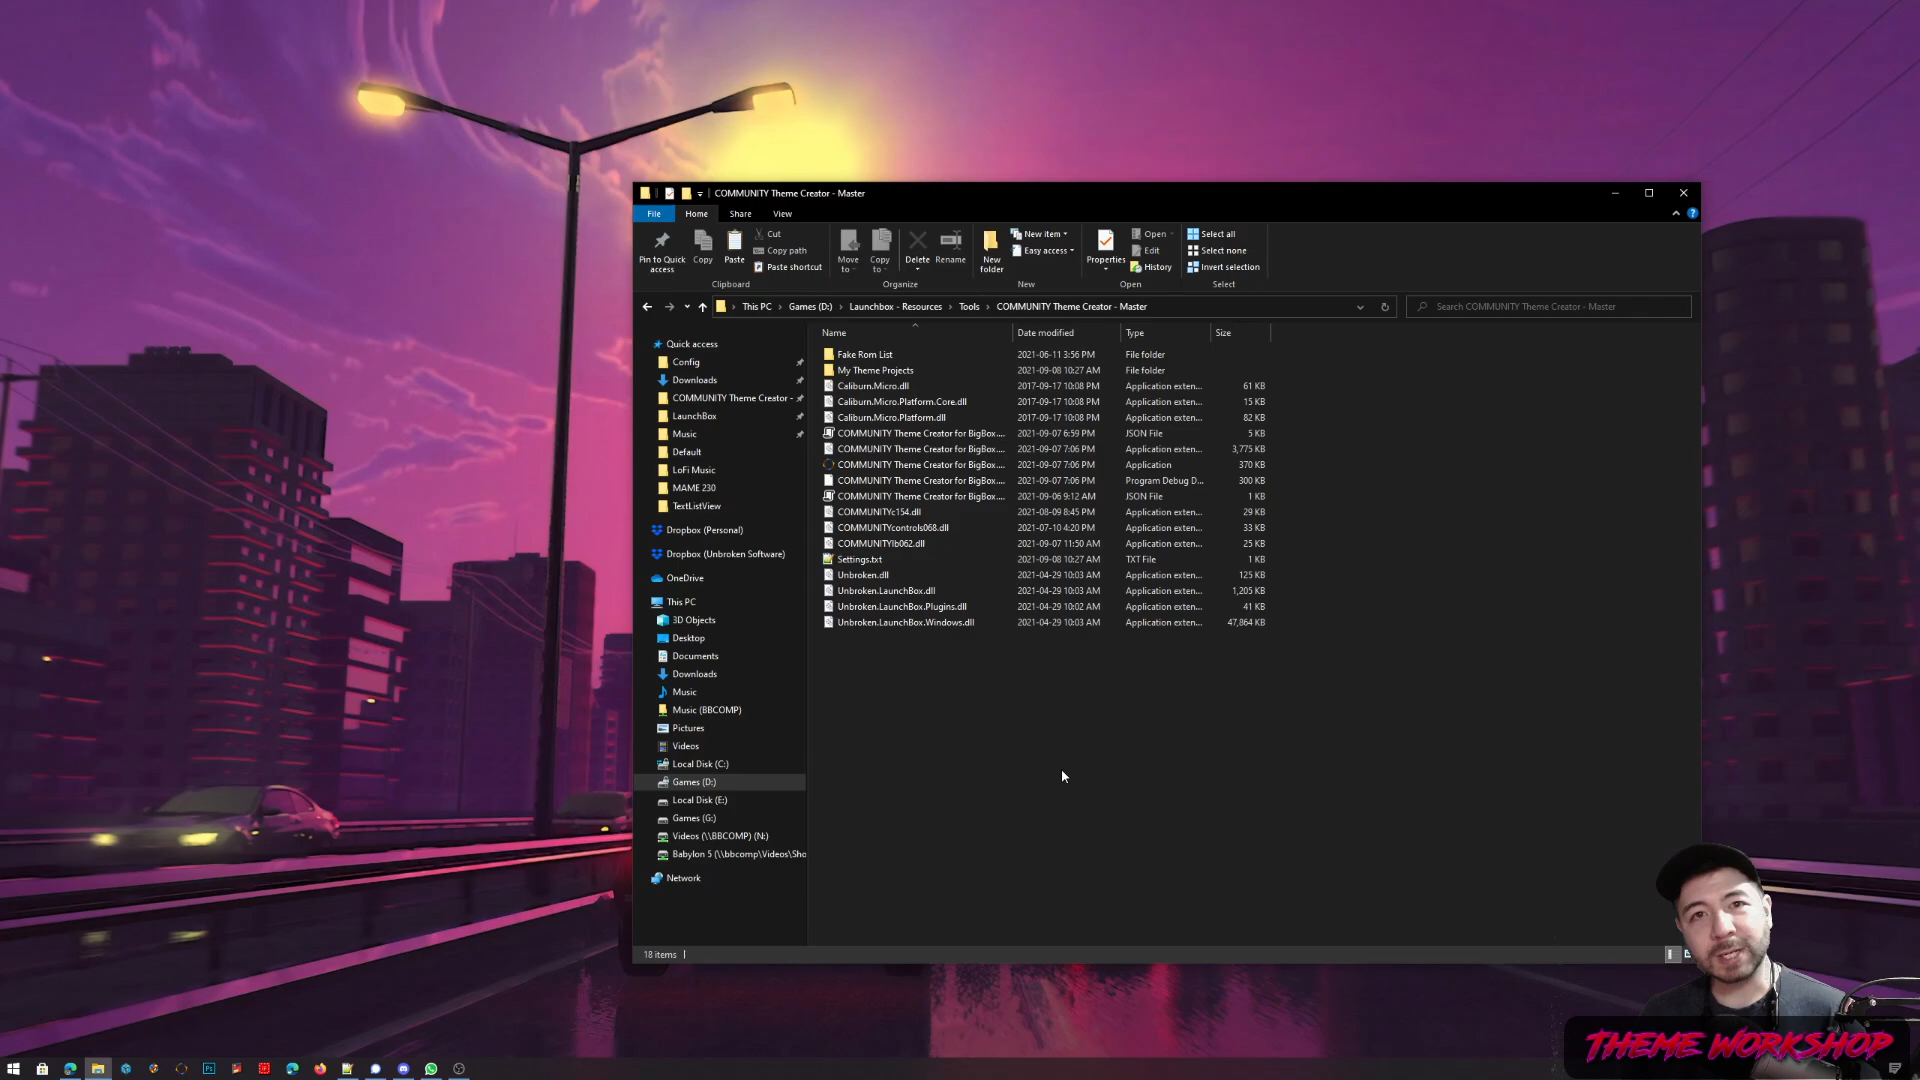 COMMUNITY Theme Creator - Master
File Home Share View
Pin to Quick access
Copy
Paste
Cut
Copy path
Paste shortcut
Clipboard
Move to
Copy to
Delete
Rename
Organize
New folder
New item
Easy access
New
Properties
Open
Edit
History
Open
Select all
Select none
Invert selection
Select
This PC Games (D:) Launchbox - Resources Tools COMMUNITY Theme Creator - Master
Search COMMUNITY Theme Creator - Master
Quick access
Config
Downloads
COMMUNITY Theme Creator -
LaunchBox
Music
Default
LoFi Music
MAME 230
TextListView
Dropbox (Personal)
Dropbox (Unbroken Software)
OneDrive
This PC
3D Objects
Desktop
Documents
Downloads
Music
Music (BBCOMP)
Pictures
Videos
Local Disk (C:)
Games (D:)
Local Disk (E:)
Games (G:)
Videos (\\BBCOMP) (N:)
Babylon 5 (\\bbcomp\Videos\Sho
Network
Name Date modified Type Size
Fake Rom List 2021-06-11 3:56 PM File folder
My Theme Projects 2021-09-08 10:27 AM File folder
Caliburn.Micro.dll 2017-09-17 10:08 PM Application exten... 61 KB
Caliburn.Micro.Platform.Core.dll 2017-09-17 10:08 PM Application exten... 15 KB
Caliburn.Micro.Platform.dll 2017-09-17 10:08 PM Application exten... 82 KB
COMMUNITY Theme Creator for BigBox.... 2021-09-07 6:59 PM JSON File 5 KB
COMMUNITY Theme Creator for BigBox.... 2021-09-07 7:06 PM Application exten... 3,775 KB
COMMUNITY Theme Creator for BigBox.... 2021-09-07 7:06 PM Application 370 KB
COMMUNITY Theme Creator for BigBox.... 2021-09-07 7:06 PM Program Debug D... 300 KB
COMMUNITY Theme Creator for BigBox.... 2021-09-06 9:12 AM JSON File 1 KB
COMMUNITYc154.dll 2021-08-09 8:45 PM Application exten... 29 KB
COMMUNITYcontrols068.dll 2021-07-10 4:20 PM Application exten... 33 KB
COMMUNITYlb062.dll 2021-09-07 11:50 AM Application exten... 25 KB
Settings.txt 2021-09-08 10:27 AM TXT File 1 KB
Unbroken.dll 2021-04-29 10:03 AM Application exten... 125 KB
Unbroken.LaunchBox.dll 2021-04-29 10:03 AM Application exten... 1,205 KB
Unbroken.LaunchBox.Plugins.dll 2021-04-29 10:02 AM Application exten... 41 KB
Unbroken.LaunchBox.Windows.dll 2021-04-29 10:03 AM Application exten... 47,864 KB
18 items
THEME WORKSHOP
Ps